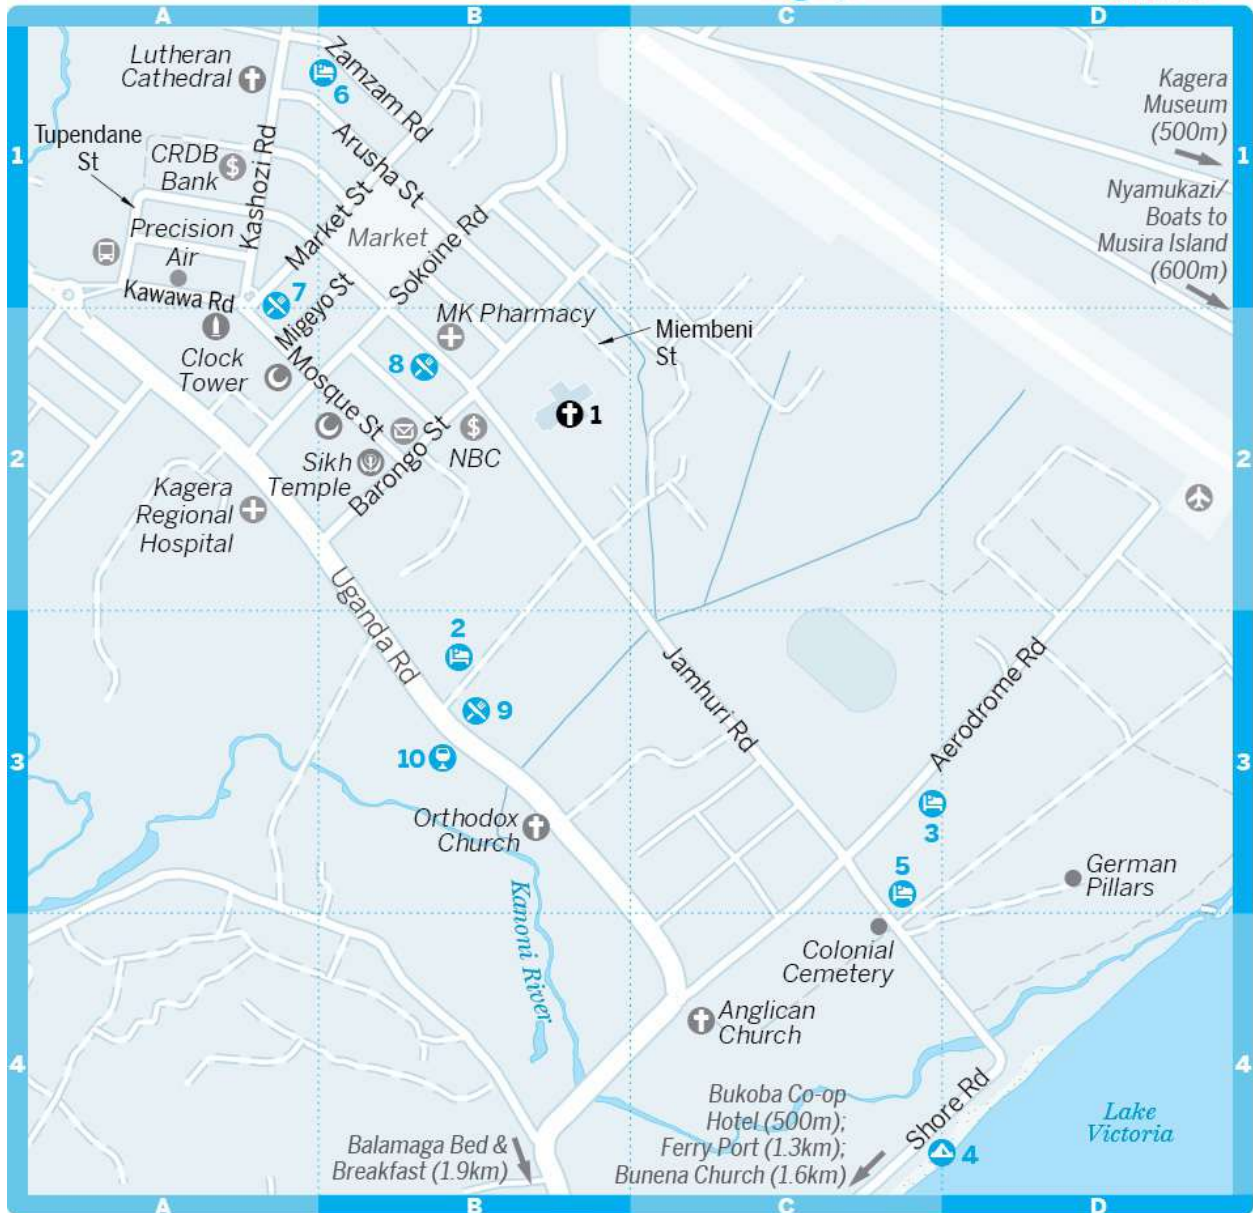 A
B
C
D
Lutheran
Cathedral
6
Zamzam Rd
Kagera
Museum
(500m)
Tupendane
St
1
CRDB
Bank
Kashozi Rd
Arusha St
Market St
Market
Sokoine Rd
1
Nyamukazi/
Boats to
Musira Island
(600m)
Precision
Air
Kawawa Rd
7
Migeyo St
MK Pharmacy
Miembeni
St
Clock
Tower
8
Mosque St
1
2
Sikh
Temple
Barongo St
NBC
2
Kagera
Regional
Hospital
Uganda Rd
2
Jamhuri Rd
Aerodrome Rd
9
3
10
3
3
Orthodox
Church
5
German
Pillars
Kanoni River
Colonial
Cemetery
Anglican
Church
4
4
Bukoba Co-op
Hotel (500m);
Ferry Port (1.3km);
Bunena Church (1.6km)
Shore Rd
Lake
Victoria
Balamaga Bed &
Breakfast (1.9km)
4
A
B
C
D